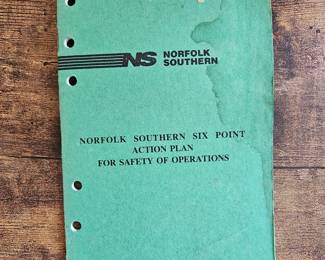 NS NORFOLK
SOUTHERN
NORFOLK SOUTHERN SIX POINT
ACTION PLAN
FOR SAFETY OF OPERATIONS